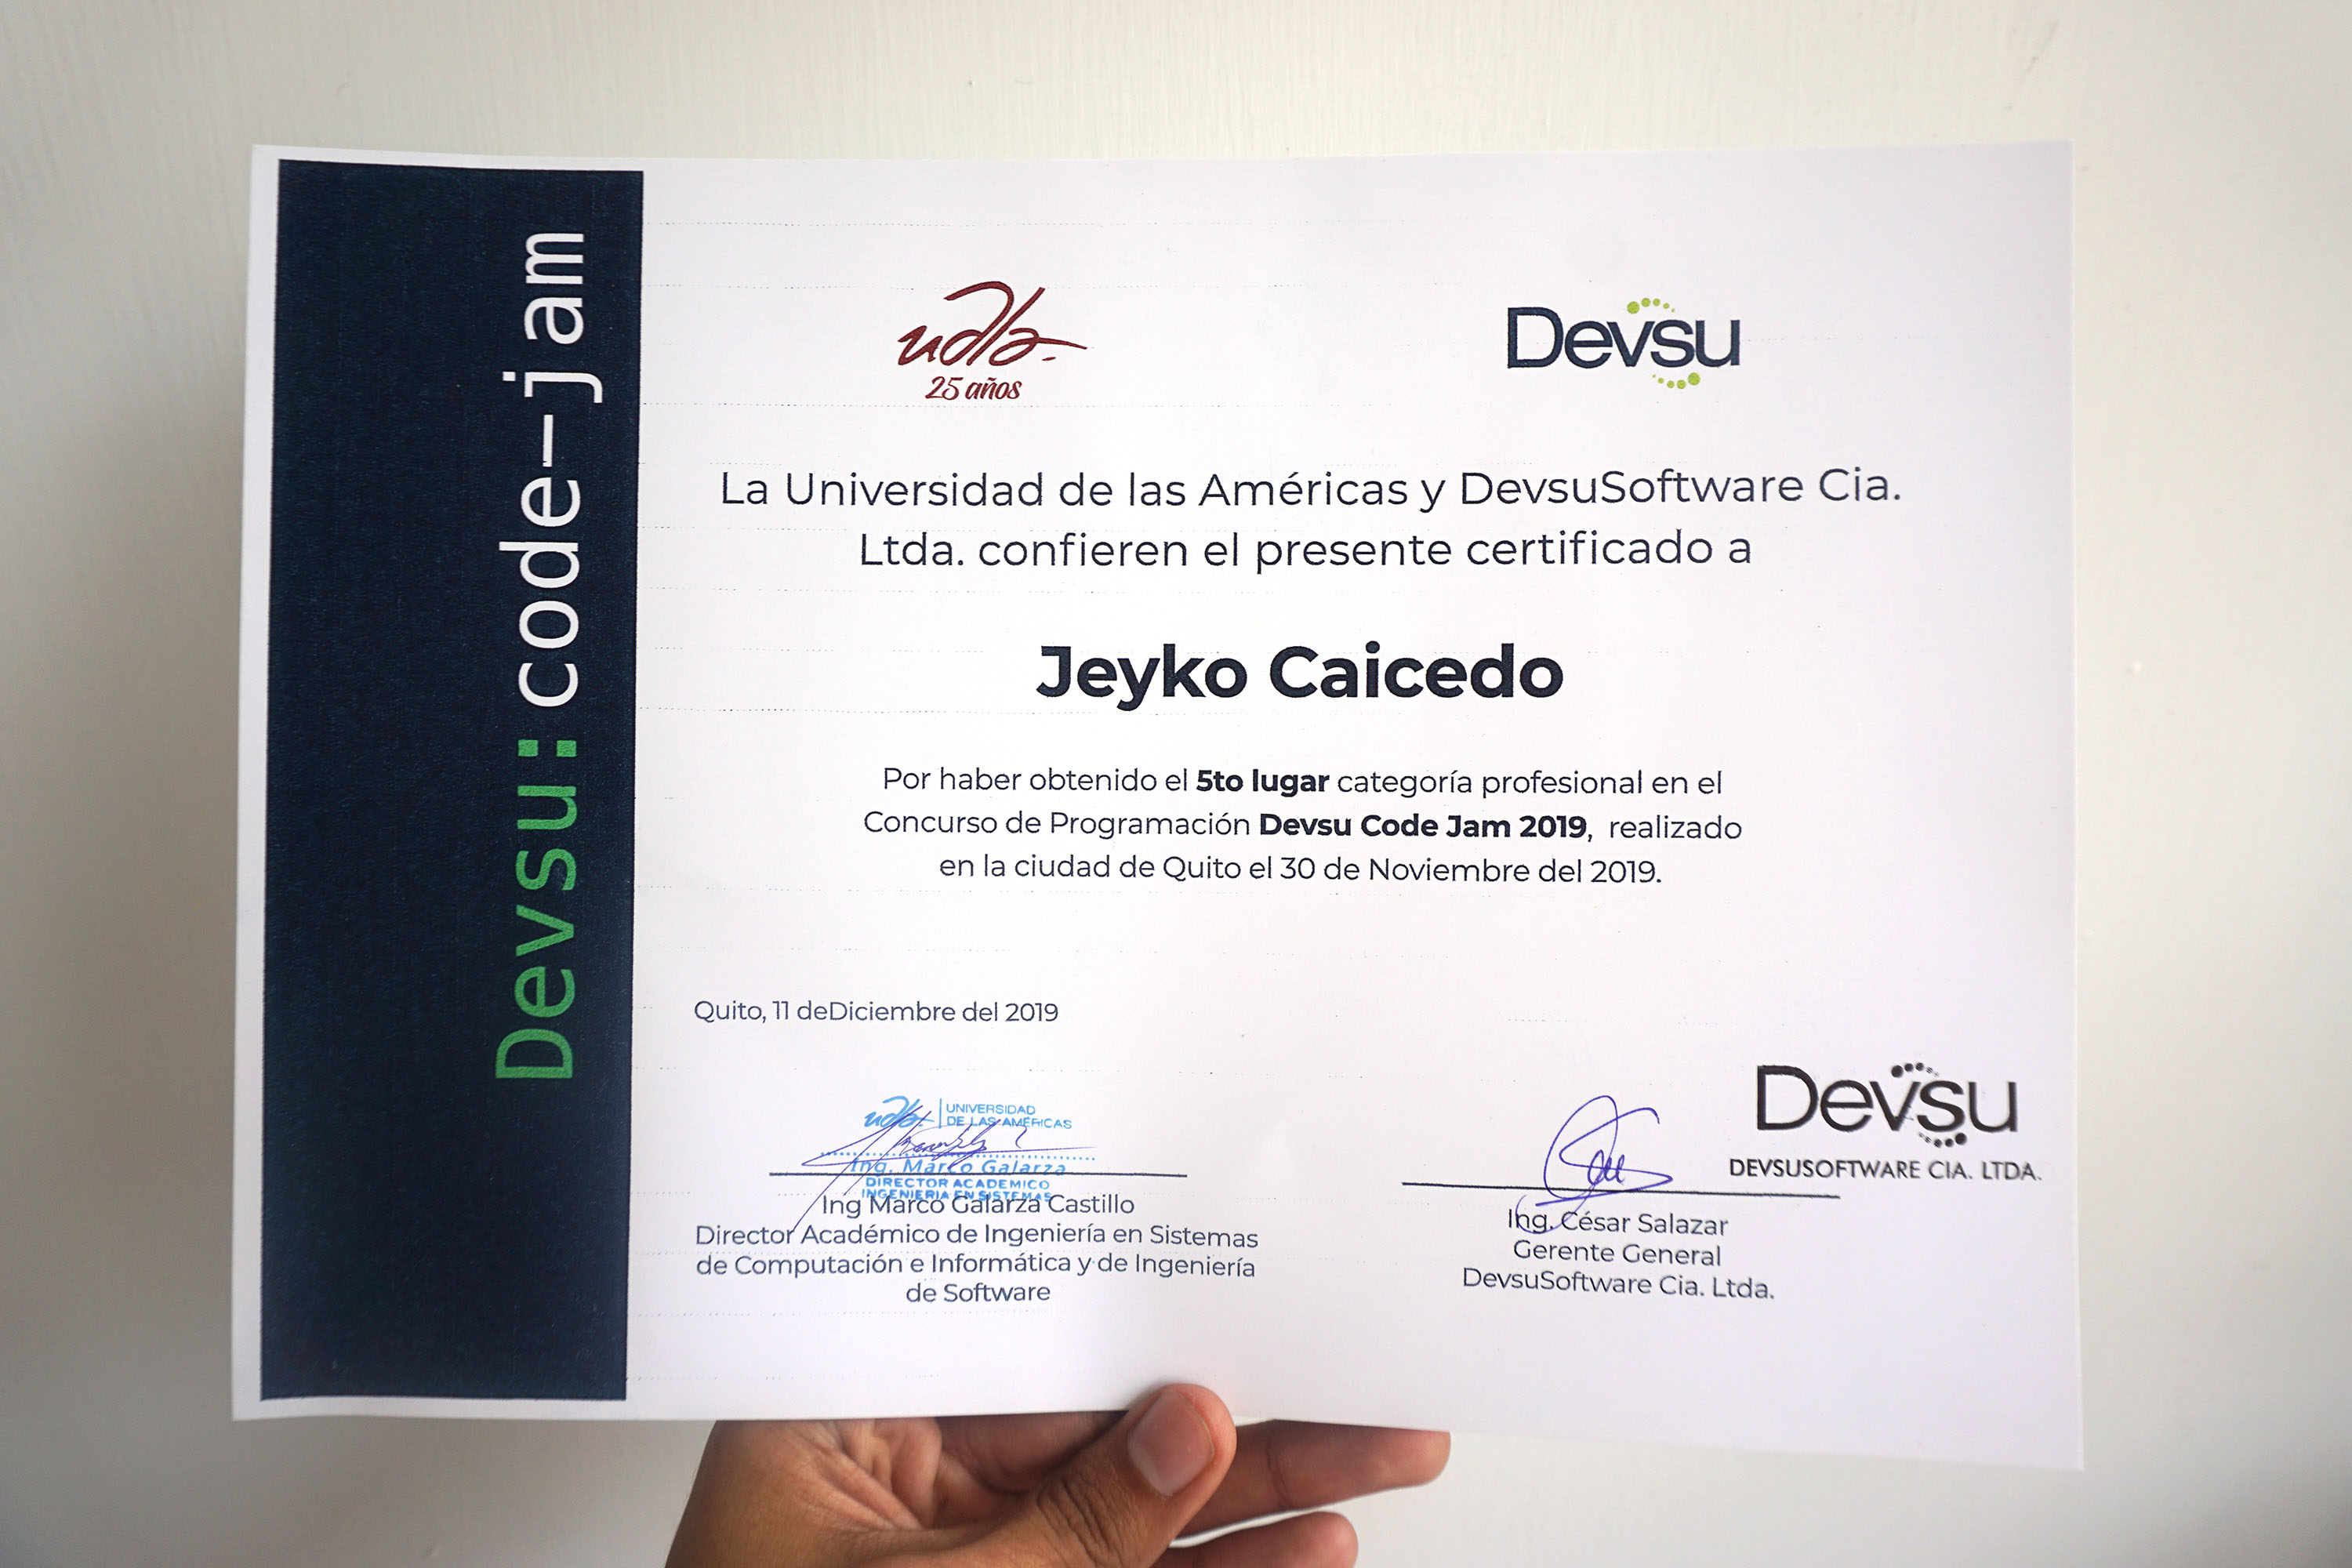 Devsu:code-jam
udla.
25 años
Devsu
La Universidad de las Américas y DevsuSoftware Cia.
Ltda. confieren el presente certificado a
Jeyko Caicedo
Por haber obtenido el 5to lugar categoría profesional en el
Concurso de Programación Devsu Code Jam 2019, realizado
en la ciudad de Quito el 30 de Noviembre del 2019.
Quito, 11 deDiciembre del 2019
udla. UNIVERSIDAD
DE LAS AMÉRICAS
Ing. Marco Galarza
DIRECTOR ACADEMICO
INGENIERIA EN SISTEMAS
Ing Marco Galarza Castillo
Director Académico de Ingeniería en Sistemas
de Computación e Informática y de Ingeniería
de Software
Devsu
DEVSUSOFTWARE CIA. LTDA.
Ing. César Salazar
Gerente General
DevsuSoftware Cia. Ltda.